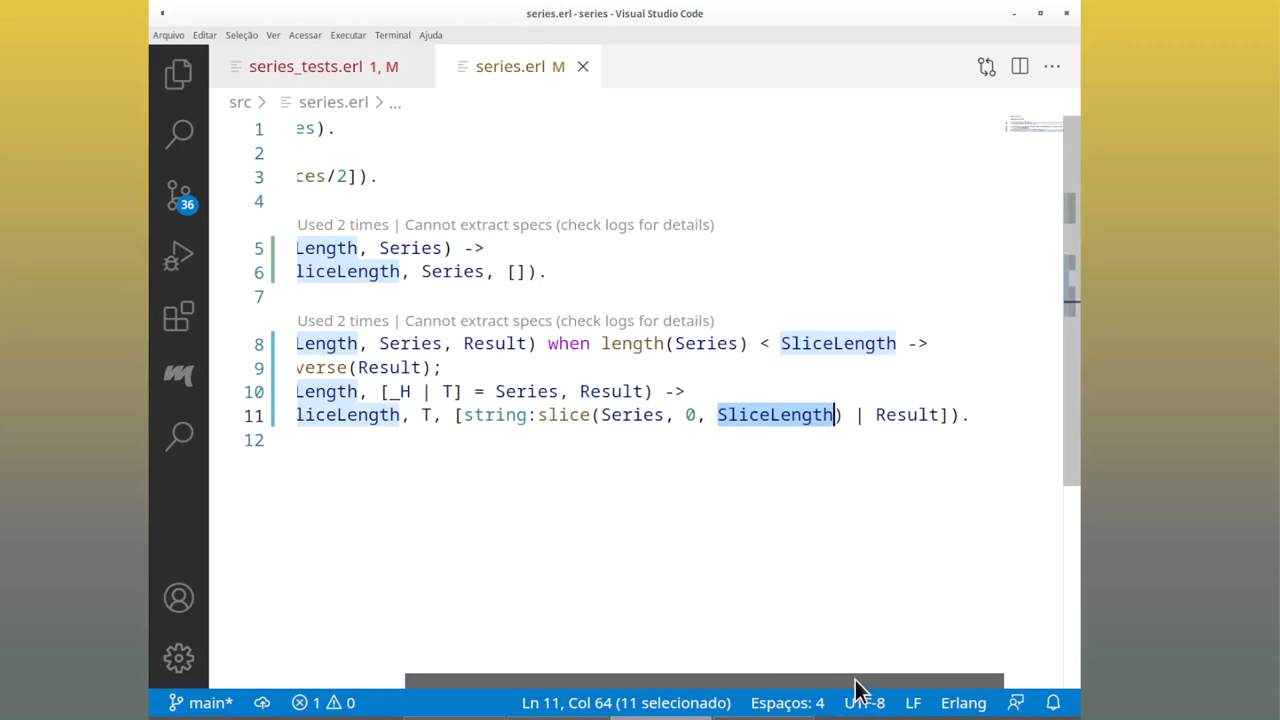 series.erl - series - Visual Studio Code
Arquivo Editar Seleção Ver Acessar Executar Terminal Ajuda
series_tests.erl 1, M series.erl M
src > series.erl > ...
1 es).
2
3 ces/2]).
4
Used 2 times | Cannot extract specs (check logs for details)
5 Length, Series) ->
6 liceLength, Series, []).
7
Used 2 times | Cannot extract specs (check logs for details)
8 Length, Series, Result) when length(Series) < SliceLength ->
9 verse(Result);
10 Length, [_H | T] = Series, Result) ->
11 liceLength, T, [string:slice(Series, 0, SliceLength) | Result]).
12
36
main* 1 0 Ln 11, Col 64 (11 selecionado) Espaços: 4 UTF-8 LF Erlang